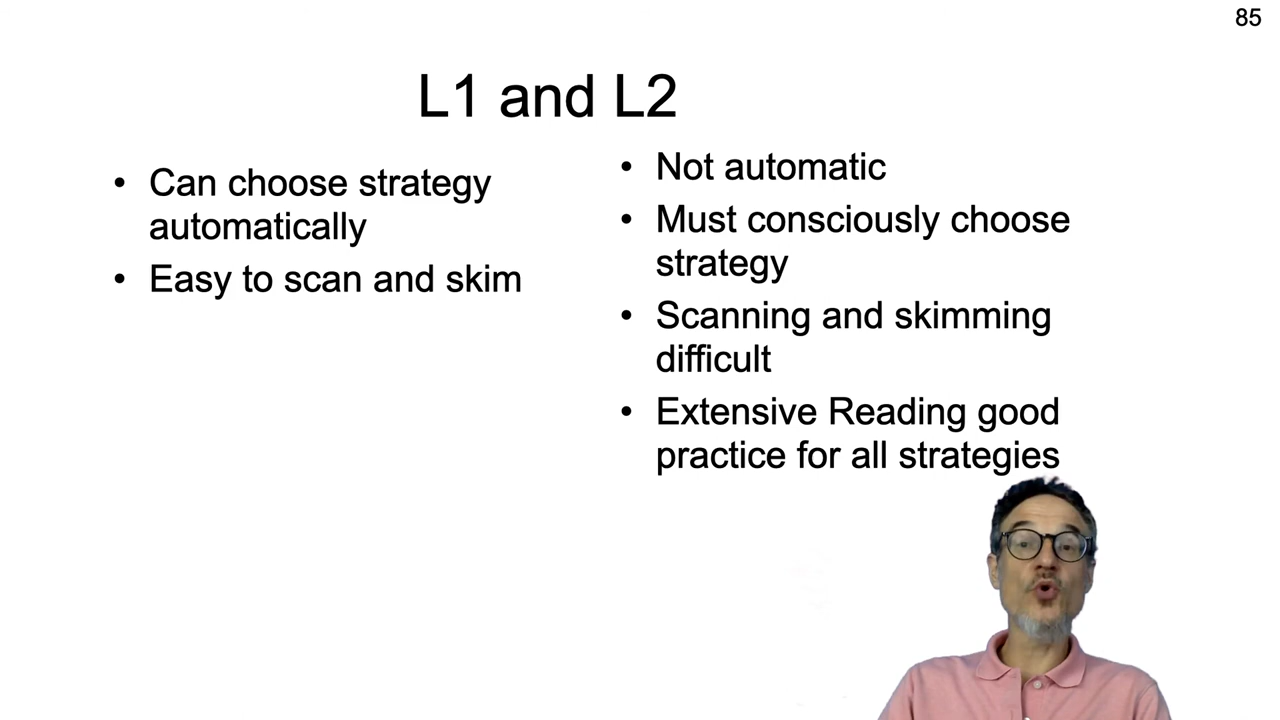 85
L1 and L2
• Can choose strategy
automatically
• Easy to scan and skim
• Not automatic
• Must consciously choose
strategy
• Scanning and skimming
difficult
• Extensive Reading good
practice for all strategies